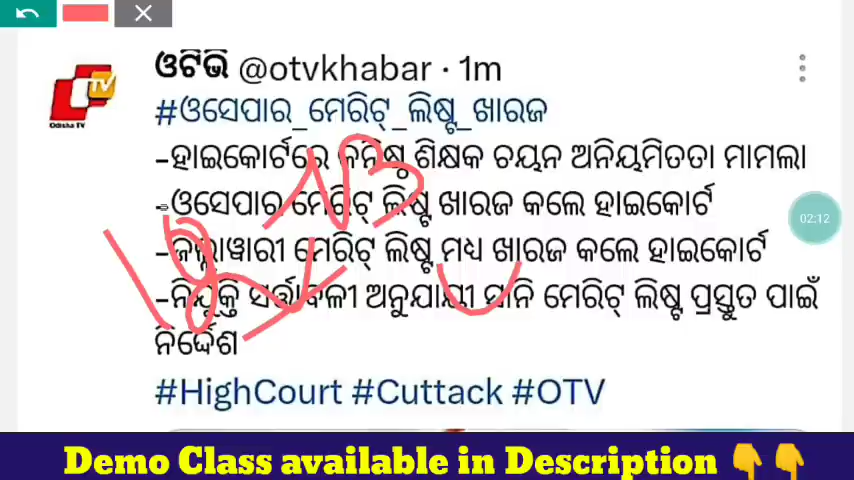 ଓଟିଭି @otvkhabar · 1m
Odisha TV
#ଓସେପାର_ମେରିଟ୍_ଲିଷ୍ଟ_ଖାରଜ
-ହାଇକୋର୍ଟରେ କନିଷ୍ଠ ଶିକ୍ଷକ ଚୟନ ଅନିୟମିତତା ମାମଲା
-ଓସେପାର ମେରିଟ୍ ଲିଷ୍ଟ ଖାରଜ କଲେ ହାଇକୋର୍ଟ
02:12
-ଜିଲ୍ଲାୱାରୀ ମେରିଟ୍ ଲିଷ୍ଟ ମଧ୍ୟ ଖାରଜ କଲେ ହାଇକୋର୍ଟ
-ନିଯୁକ୍ତି ସର୍ତ୍ତାବଳୀ ଅନୁଯାୟୀ ସାନି ମେରିଟ୍ ଲିଷ୍ଟ ପ୍ରସ୍ତୁତ ପାଇଁ
ନିର୍ଦ୍ଦେଶ
#HighCourt #Cuttack #OTV
Demo Class available in Description 👇👇